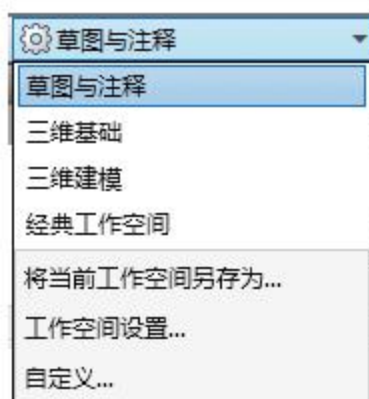 草图与注释
草图与注释
三维基础
三维建模
经典工作空间
将当前工作空间另存为...
工作空间设置...
自定义...